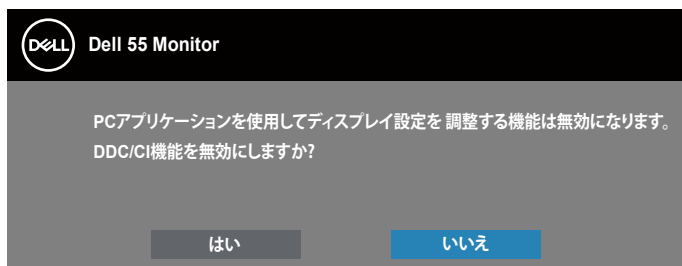 DELL Dell 55 Monitor
PCアプリケーションを使用してディスプレイ設定を 調整する機能は無効になります。
DDC/CI機能を無効にしますか?
はい いいえ